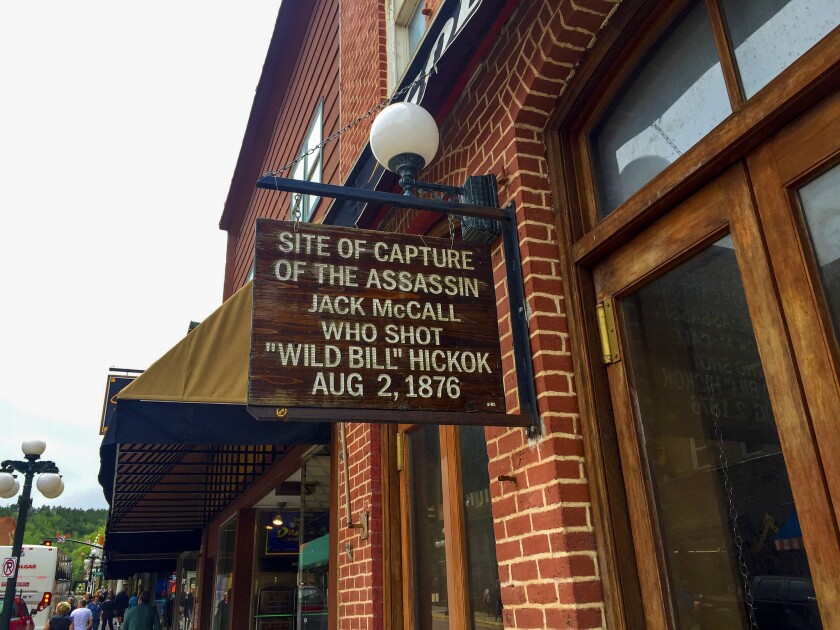 SITE OF CAPTURE
OF THE ASSASSIN
JACK McCALL
WHO SHOT
"WILD BILL" HICKOK
AUG 2, 1876